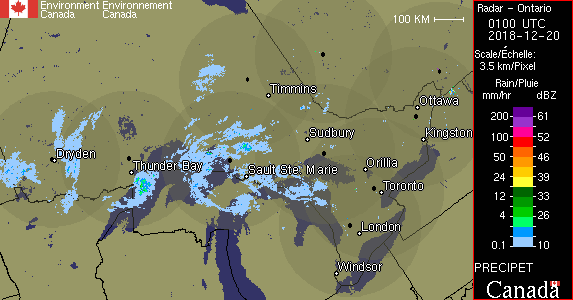 Environment Environnement
Canada Canada
100 KM
Timmins
Ottawa
Sudbury
Kingston
Dryden
Thunder Bay
Sault Ste. Marie
Orillia
Toronto
London
Windsor
Radar - Ontario
0100 UTC
2018-12-20
Scale/Échelle:
3.5 km/Pixel
Rain/Pluie
mm/hr dBZ
200 61
100 52
50 46
24 39
12 33
4 26
0.1 10
PRECIPET
Canada